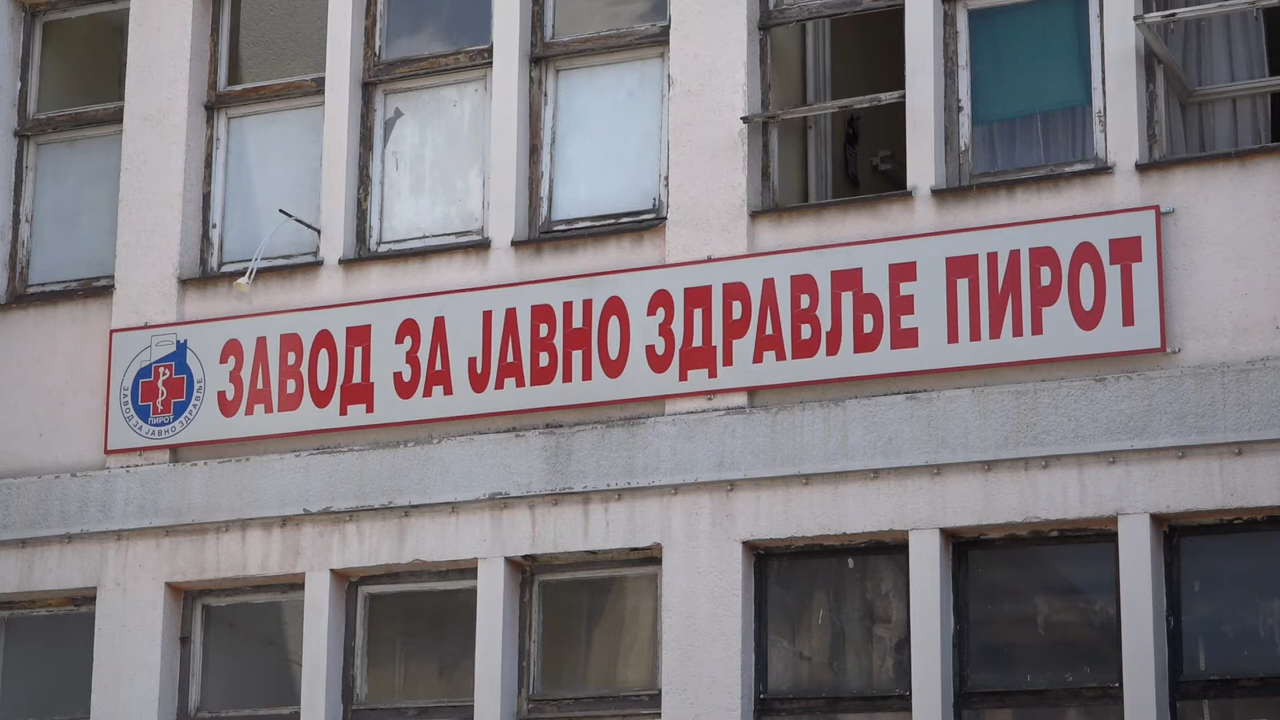 ЗАВОД ЗА ЈАВНО ЗДРАВЉЕ ПИРОТ
ПИРОТ
ЗАВОД ЗА ЈАВНО ЗДРАВЉЕ